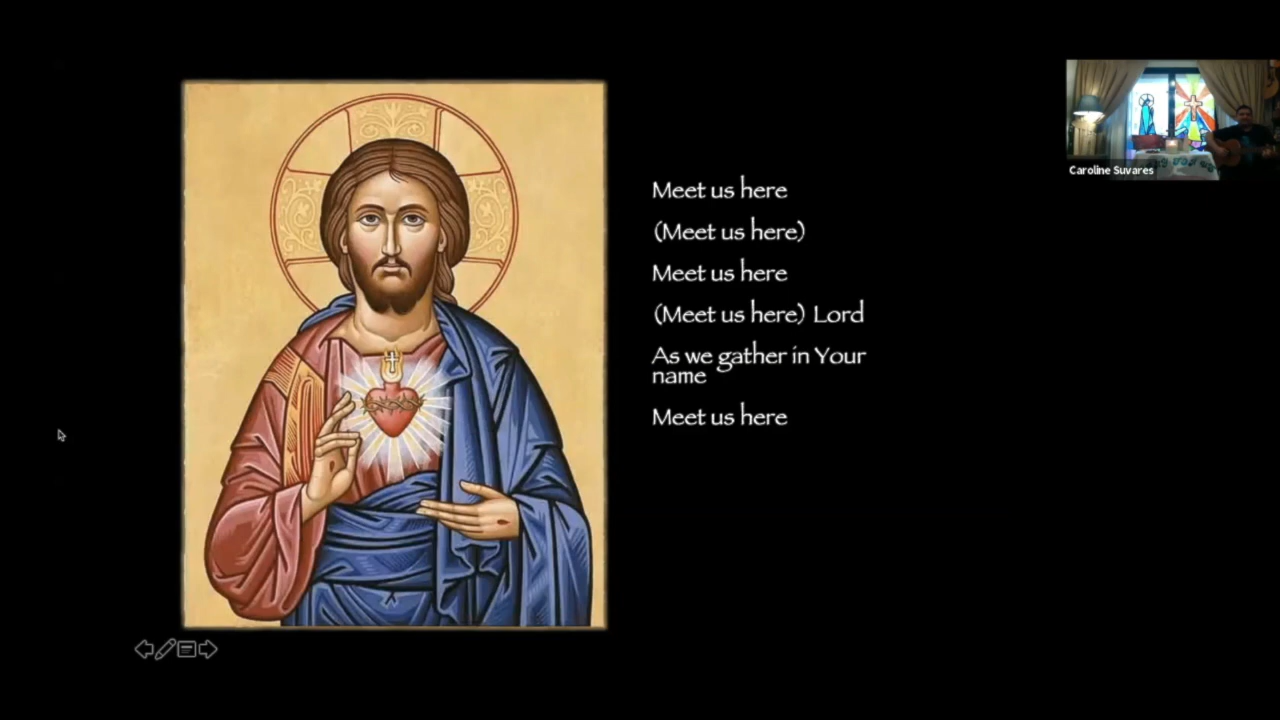 Meet us here
(Meet us here)
Meet us here
(Meet us here) Lord
As we gather in Your
name
Meet us here
Caroline Suvares